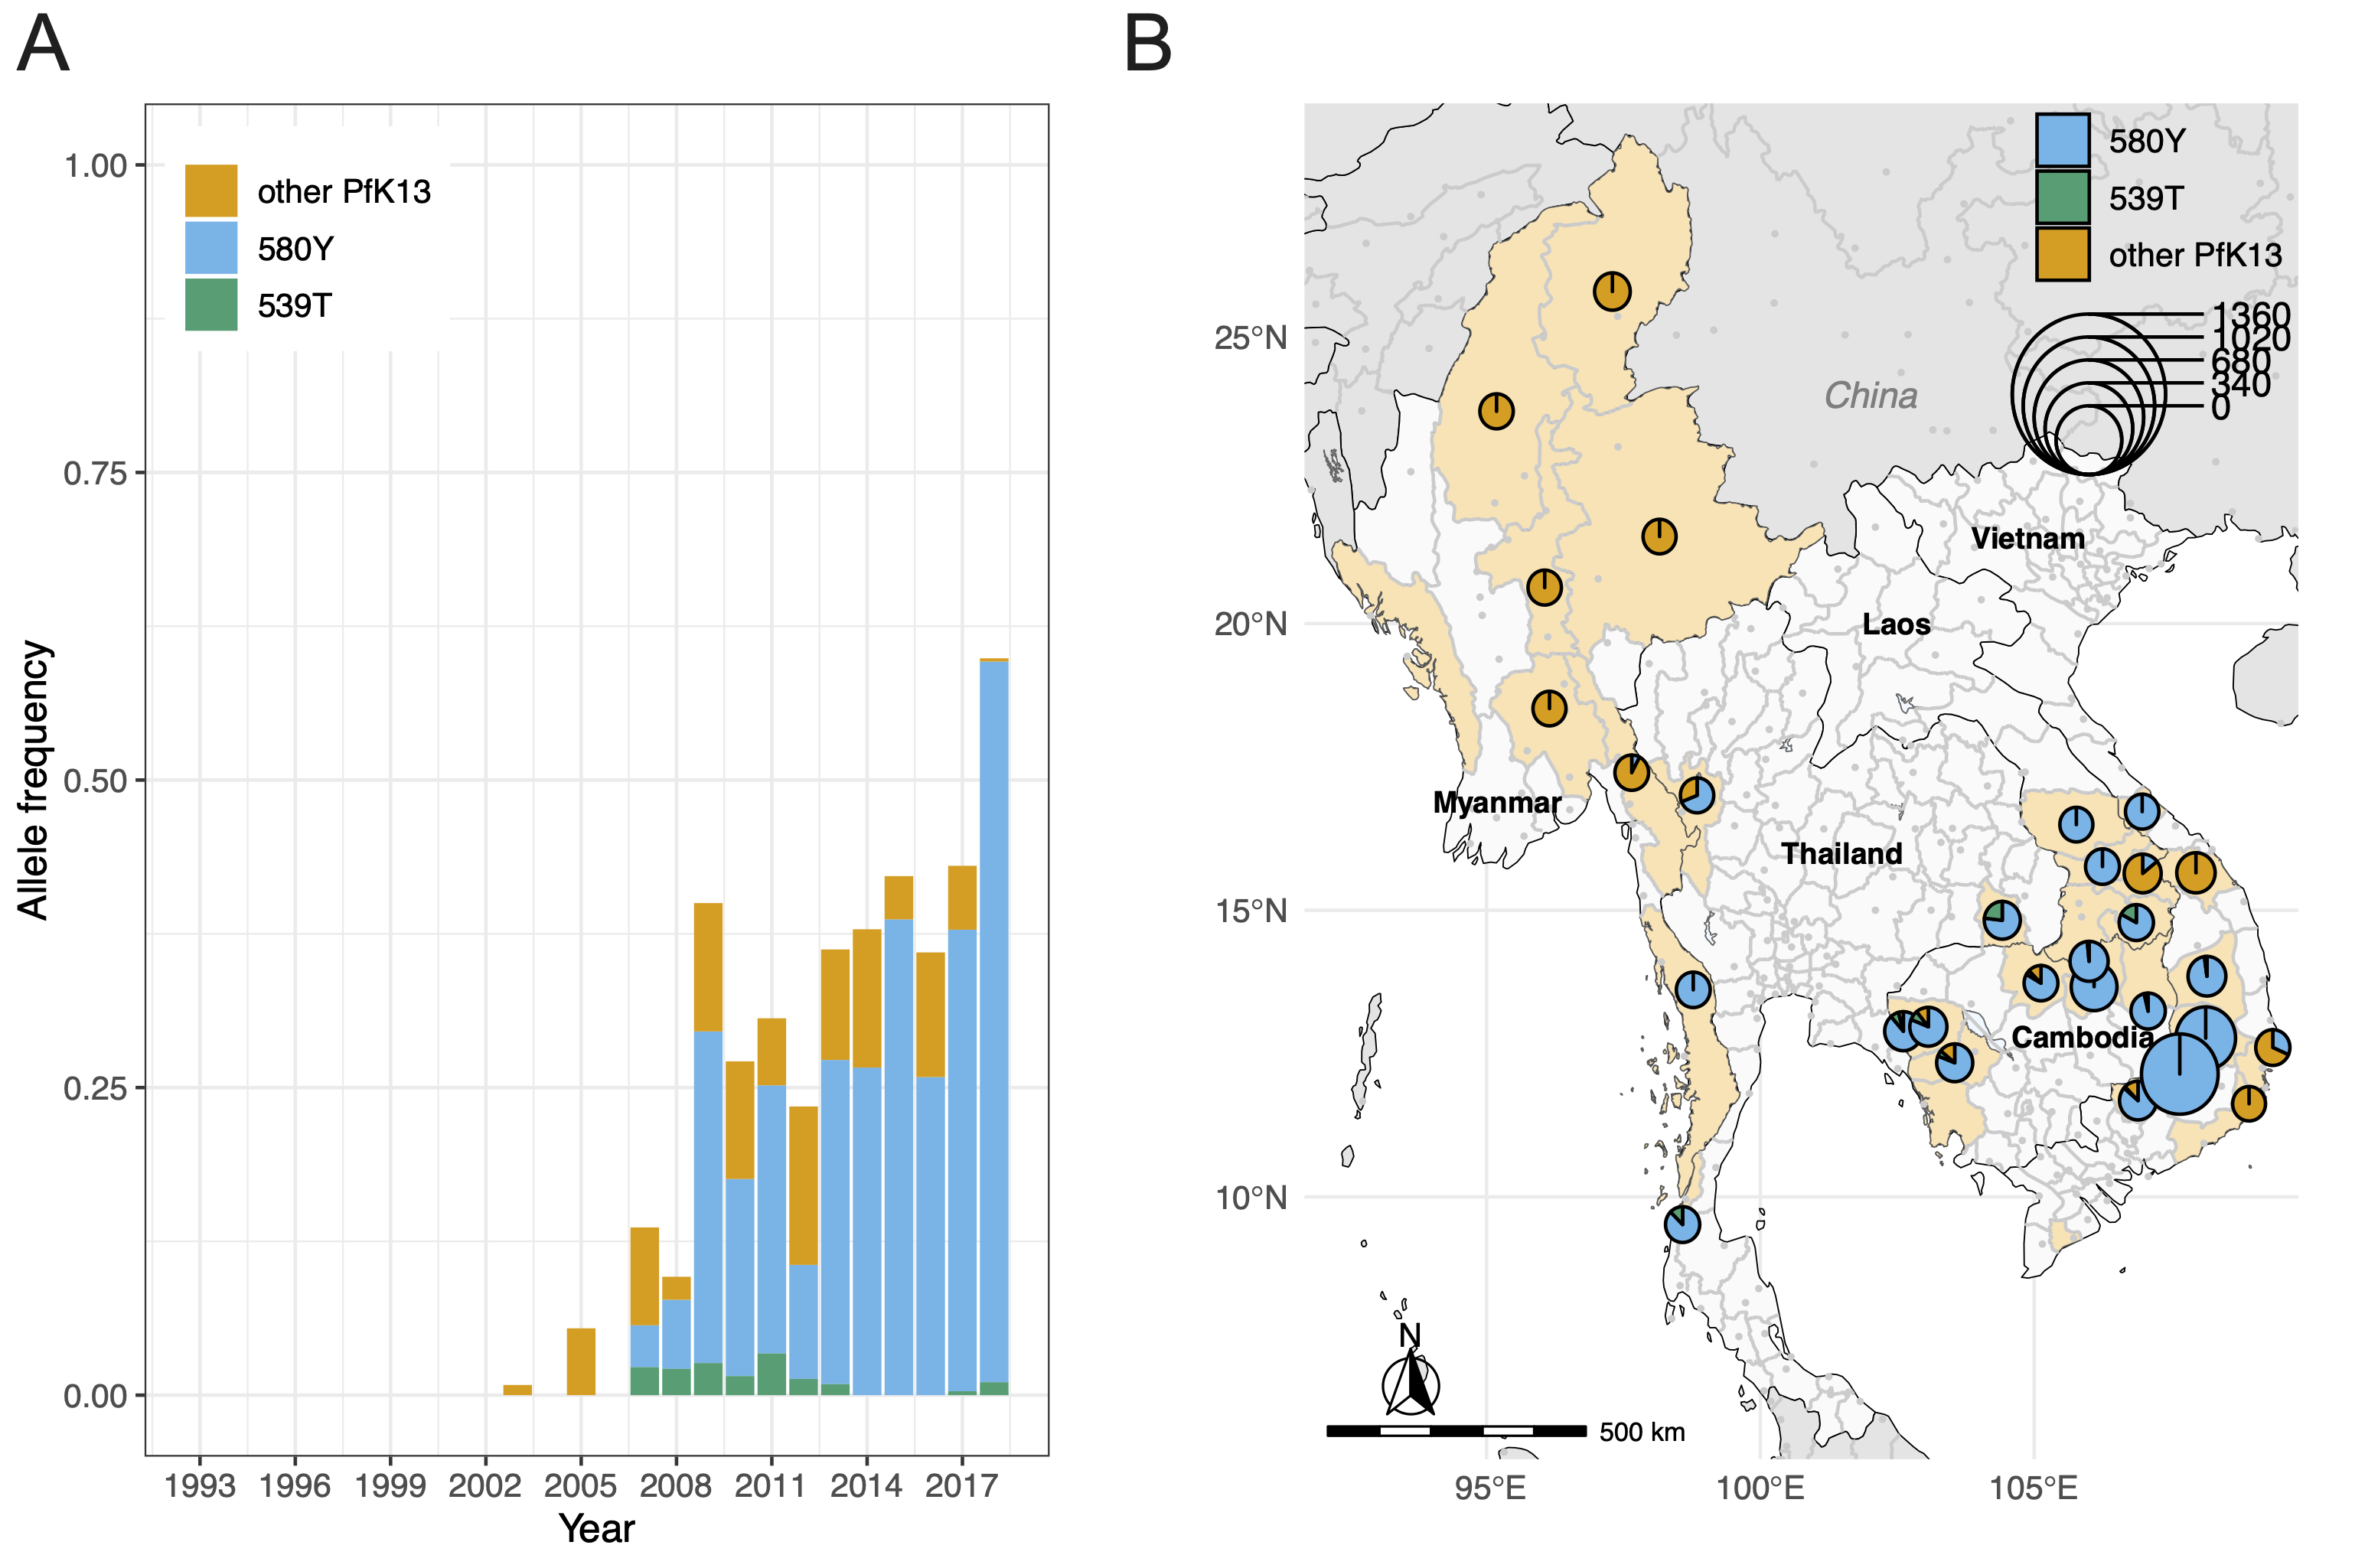 A
B
1.00
0.75
0.50
0.25
0.00
Allele frequency
other PfK13
580Y
539T
1993 1996 1999 2002 2005 2008 2011 2014 2017
Year
580Y
539T
other PfK13
1360
1020
680
340
0
25°N
20°N
15°N
10°N
China
Vietnam
Laos
Myanmar
Thailand
Cambodia
N
500 km
95°E 100°E 105°E